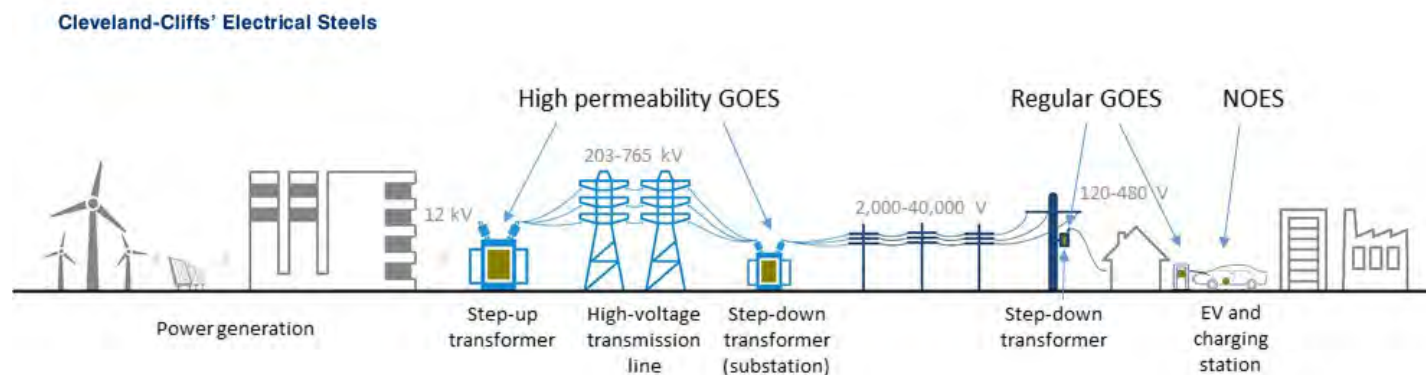 Cleveland-Cliffs’ Electrical Steels
High permeability GOES
Regular GOES
NOES
203-765 kV
12 kV
2,000-40,000 V
120-480 V
Power generation
Step-up
transformer
High-voltage
transmission
line
Step-down
transformer
(substation)
Step-down
transformer
EV and
charging
station